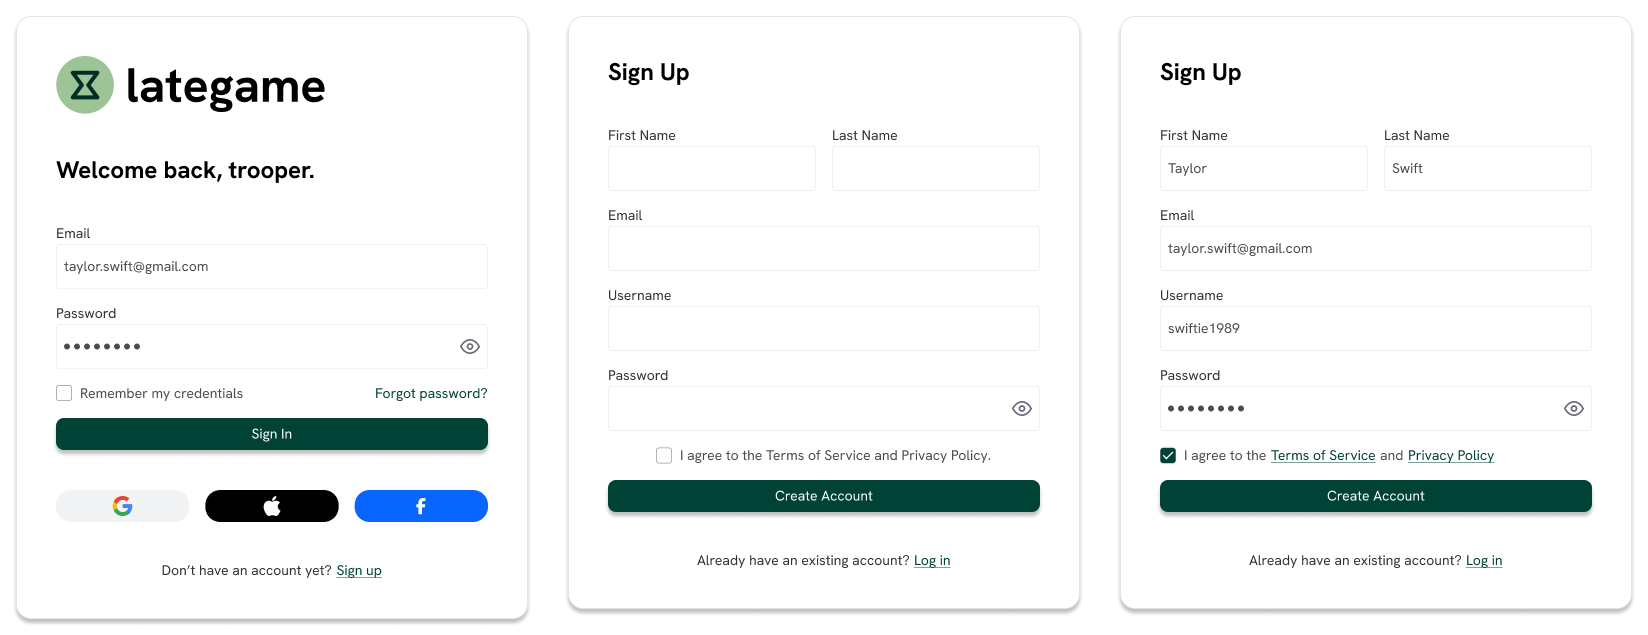 lategame
Welcome back, trooper.
Email
taylor.swift@gmail.com
Password
••••••••
Remember my credentials
Forgot password?
Sign In
Don’t have an account yet? Sign up
Sign Up
First Name
Last Name
Email
Username
Password
I agree to the Terms of Service and Privacy Policy.
Create Account
Already have an existing account? Log in
Sign Up
First Name
Last Name
Taylor
Swift
Email
taylor.swift@gmail.com
Username
swiftie1989
Password
••••••••
I agree to the Terms of Service and Privacy Policy
Create Account
Already have an existing account? Log in